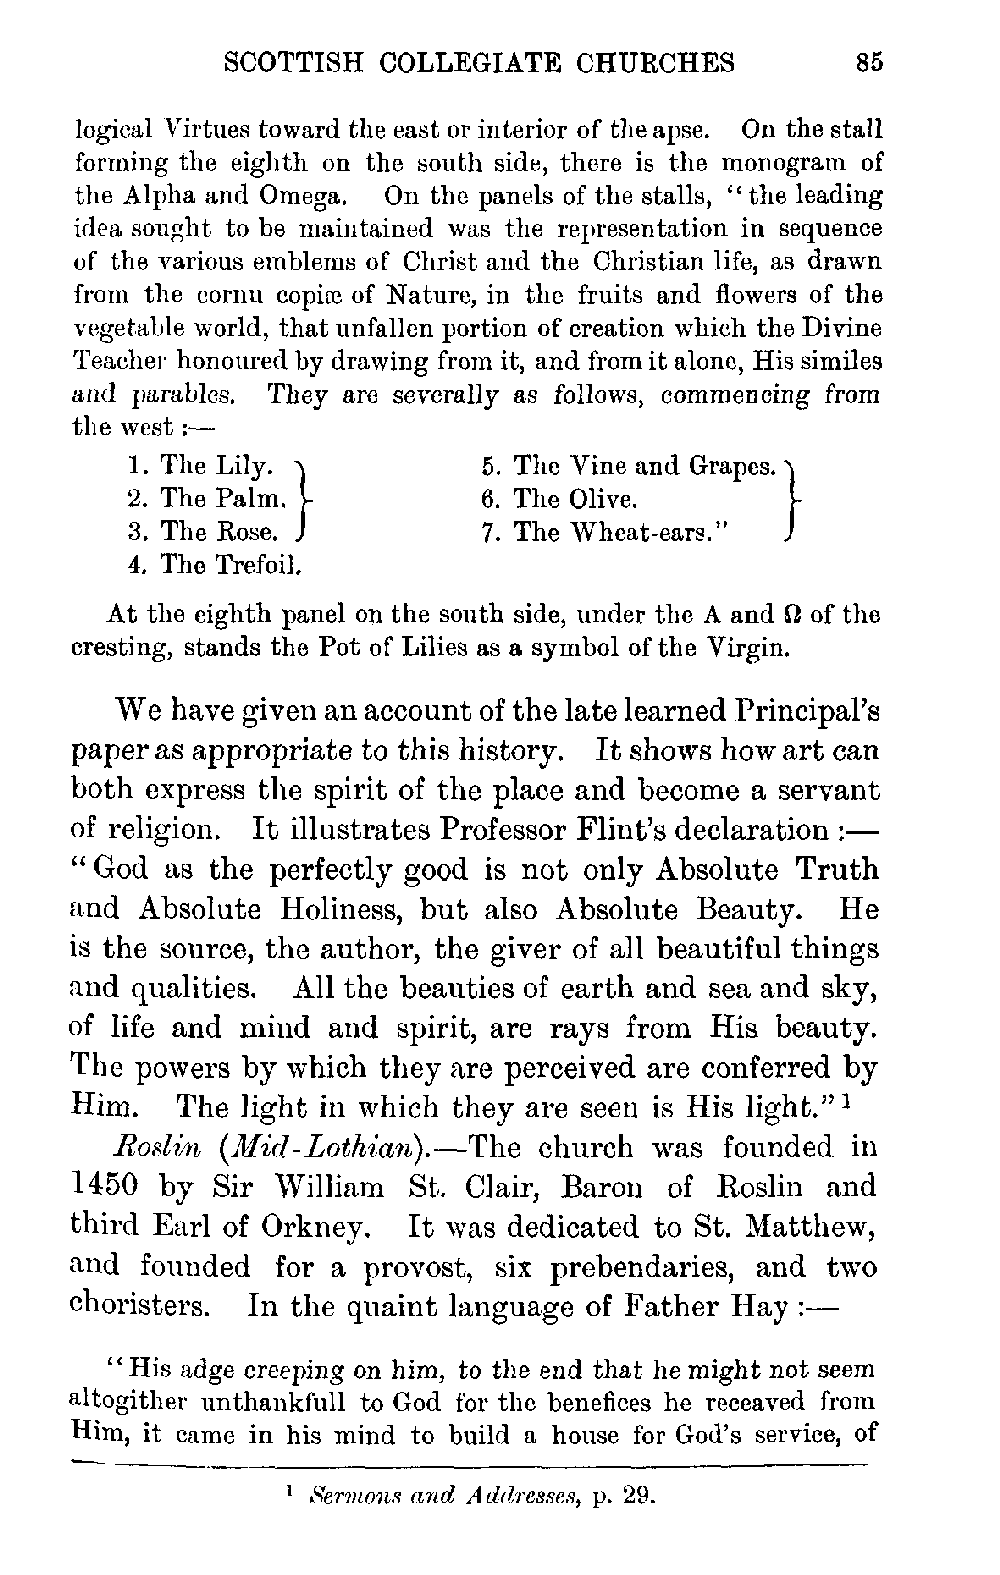 SCOTTISH COLLEGIATE CHURCHES 85
logical Virtues toward the east or interior of the apse. On the stall
forming the eighth on the south side, there is the monogram of
the Alpha and Omega. On the panels of the stalls, “the leading
idea sought to be maintained was the representation in sequence
of the various emblems of Christ and the Christian life, as drawn
from the cornu copiæ of Nature, in the fruits and flowers of the
vegetable world, that unfallen portion of creation which the Divine
Teacher honoured by drawing from it, and from it alone, His similes
and parables. They are severally as follows, commencing from
the west :—
1. The Lily.
2. The Palm.
3. The Rose.
4. The Trefoil.
5. The Vine and Grapes.
6. The Olive.
7. The Wheat-ears.”
At the eighth panel on the south side, under the A and Ω of the
cresting, stands the Pot of Lilies as a symbol of the Virgin.
We have given an account of the late learned Principal’s
paper as appropriate to this history. It shows how art can
both express the spirit of the place and become a servant
of religion. It illustrates Professor Flint’s declaration :—
“God as the perfectly good is not only Absolute Truth
and Absolute Holiness, but also Absolute Beauty. He
is the source, the author, the giver of all beautiful things
and qualities. All the beauties of earth and sea and sky,
of life and mind and spirit, are rays from His beauty.
The powers by which they are perceived are conferred by
Him. The light in which they are seen is His light.” 1
Roslin (Mid-Lothian).—The church was founded in
1450 by Sir William St. Clair, Baron of Roslin and
third Earl of Orkney. It was dedicated to St. Matthew,
and founded for a provost, six prebendaries, and two
choristers. In the quaint language of Father Hay :—
“His adge creeping on him, to the end that he might not seem
altogither unthankfull to God for the benefices he receaved from
Him, it came in his mind to build a house for God’s service, of
1 Sermons and Addresses, p. 29.